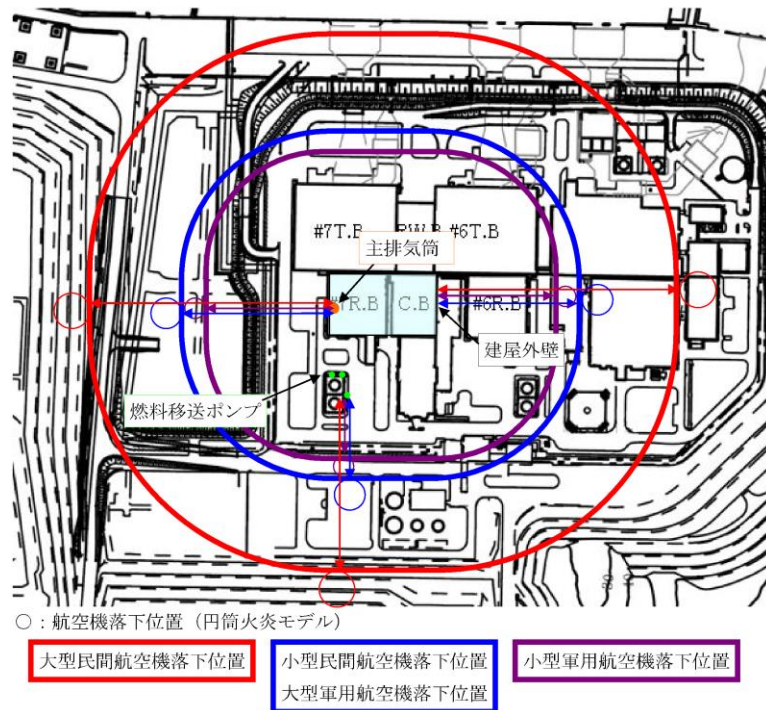 #7T.B
RW.B
#6T.B
主排気筒
R.B
C.B
#6R.B
建屋外壁
燃料移送ポンプ
○：航空機落下位置（円筒火炎モデル）
大型民間航空機落下位置
小型民間航空機落下位置
大型軍用航空機落下位置
小型軍用航空機落下位置